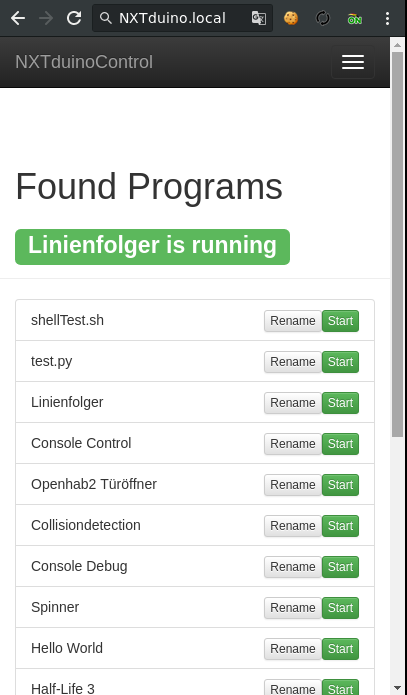 NXTduino.local
ON
NXTduinoControl
Found Programs
Linienfolger is running
shellTest.sh Rename Start
test.py Rename Start
Linienfolger Rename Start
Console Control Rename Start
Openhab2 Türöffner Rename Start
Collisiondetection Rename Start
Console Debug Rename Start
Spinner Rename Start
Hello World Rename Start
Half-Life 3 Rename Start